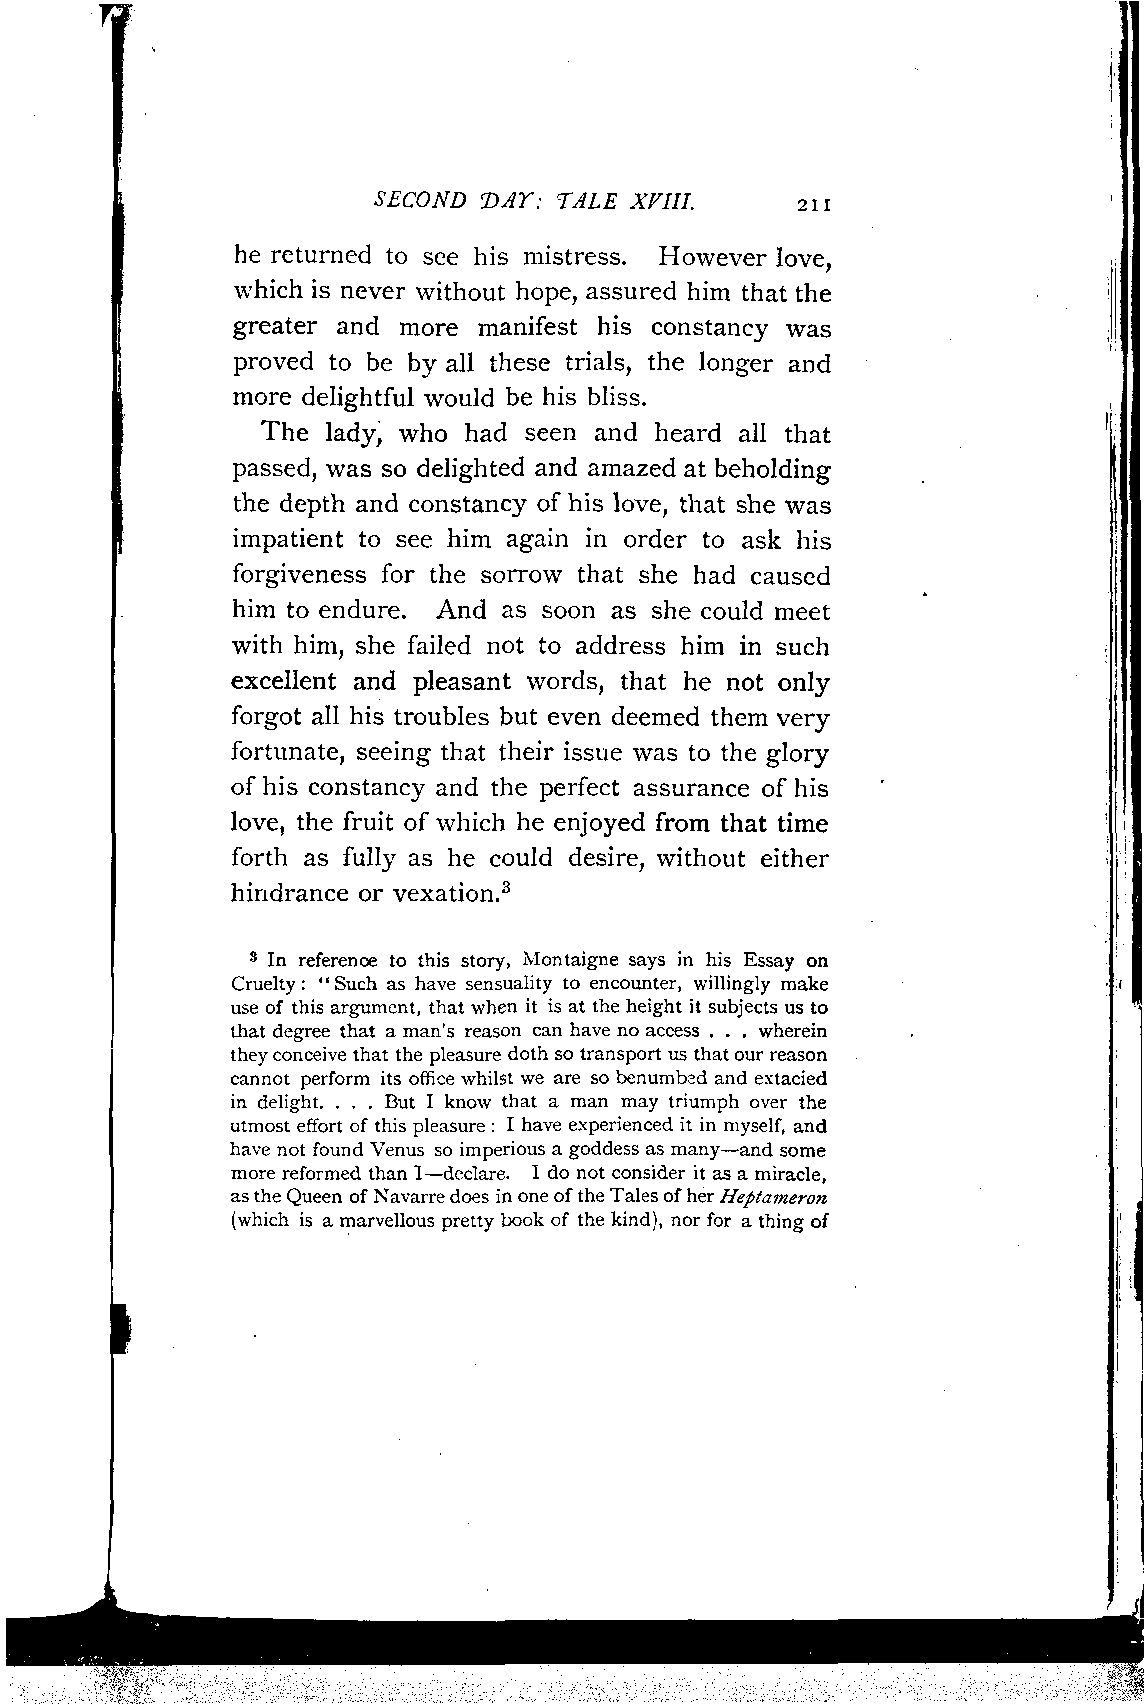 SECOND DAY: TALE XVIII. 211
he returned to see his mistress. However love,
which is never without hope, assured him that the
greater and more manifest his constancy was
proved to be by all these trials, the longer and
more delightful would be his bliss.
The lady, who had seen and heard all that
passed, was so delighted and amazed at beholding
the depth and constancy of his love, that she was
impatient to see him again in order to ask his
forgiveness for the sorrow that she had caused
him to endure. And as soon as she could meet
with him, she failed not to address him in such
excellent and pleasant words, that he not only
forgot all his troubles but even deemed them very
fortunate, seeing that their issue was to the glory
of his constancy and the perfect assurance of his
love, the fruit of which he enjoyed from that time
forth as fully as he could desire, without either
hindrance or vexation.³
³ In reference to this story, Montaigne says in his Essay on
Cruelty: "Such as have sensuality to encounter, willingly make
use of this argument, that when it is at the height it subjects us to
that degree that a man's reason can have no access . . . wherein
they conceive that the pleasure doth so transport us that our reason
cannot perform its office whilst we are so benumbed and extacied
in delight. . . . But I know that a man may triumph over the
utmost effort of this pleasure: I have experienced it in myself, and
have not found Venus so imperious a goddess as many—and some
more reformed than I—declare. I do not consider it as a miracle,
as the Queen of Navarre does in one of the Tales of her Heptameron
(which is a marvellous pretty book of the kind), nor for a thing of